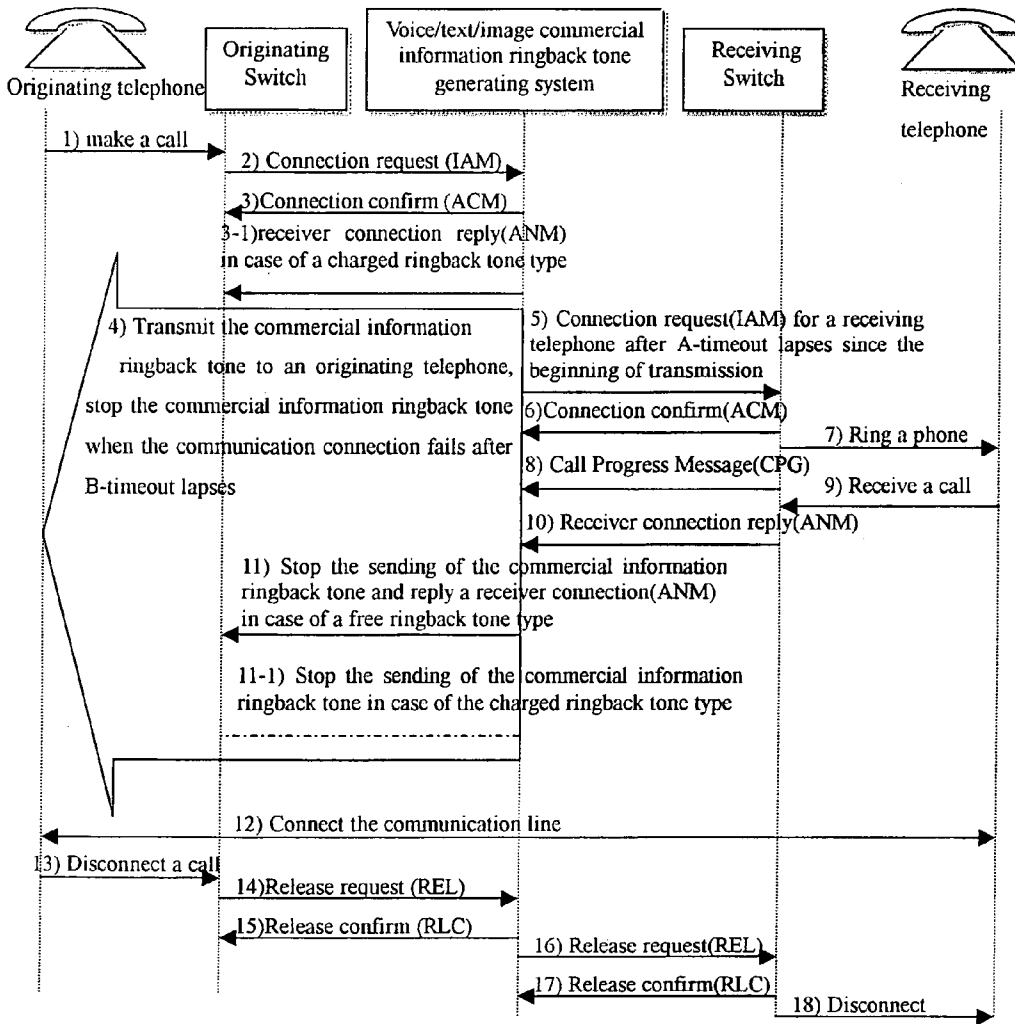 Originating telephone
Originating
Switch
Voice/text/image commercial
information ringback tone
generating system
Receiving
Switch
Receiving
telephone
1) make a call
2) Connection request (IAM)
3)Connection confirm (ACM)
3-1)receiver connection reply(ANM)
in case of a charged ringback tone type
4) Transmit the commercial information
ringback tone to an originating telephone,
stop the commercial information ringback tone
when the communication connection fails after
B-timeout lapses
5) Connection request(IAM) for a receiving
telephone after A-timeout lapses since the
beginning of transmission
6)Connection confirm(ACM)
7) Ring a phone
8) Call Progress Message(CPG)
9) Receive a call
10) Receiver connection reply(ANM)
11) Stop the sending of the commercial information
ringback tone and reply a receiver connection(ANM)
in case of a free ringback tone type
11-1) Stop the sending of the commercial information
ringback tone in case of the charged ringback tone type
12) Connect the communication line
13) Disconnect a call
14)Release request (REL)
15)Release confirm (RLC)
16) Release request(REL)
17) Release confirm(RLC)
18) Disconnect